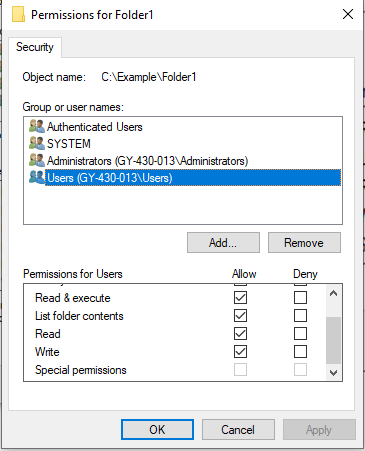 Permissions for Folder1
Security
Object name: C:\Example\Folder1
Group or user names:
Authenticated Users
SYSTEM
Administrators (GY-430-013\Administrators)
Users (GY-430-013\Users)
Add... Remove
Permissions for Users Allow Deny
Read & execute
List folder contents
Read
Write
Special permissions
OK Cancel Apply